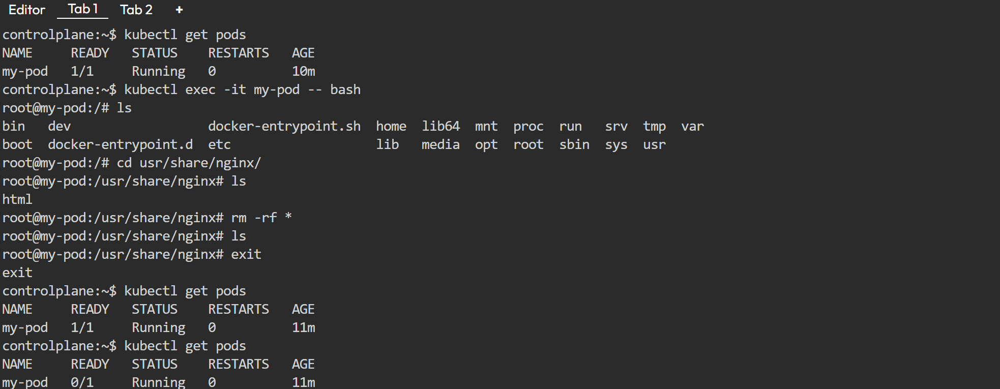 Editor Tab 1 Tab 2 +
controlplane:~$ kubectl get pods
NAME     READY   STATUS    RESTARTS   AGE
my-pod   1/1     Running   0          10m
controlplane:~$ kubectl exec -it my-pod -- bash
root@my-pod:/# ls
bin   dev                  docker-entrypoint.sh  home  lib64  mnt  proc  run   srv  tmp  var
boot  docker-entrypoint.d  etc                   lib   media  opt  root  sbin  sys  usr
root@my-pod:/# cd usr/share/nginx/
root@my-pod:/usr/share/nginx# ls
html
root@my-pod:/usr/share/nginx# rm -rf *
root@my-pod:/usr/share/nginx# ls
root@my-pod:/usr/share/nginx# exit
exit
controlplane:~$ kubectl get pods
NAME     READY   STATUS    RESTARTS   AGE
my-pod   1/1     Running   0          11m
controlplane:~$ kubectl get pods
NAME     READY   STATUS    RESTARTS   AGE
my-pod   0/1     Running   0          11m